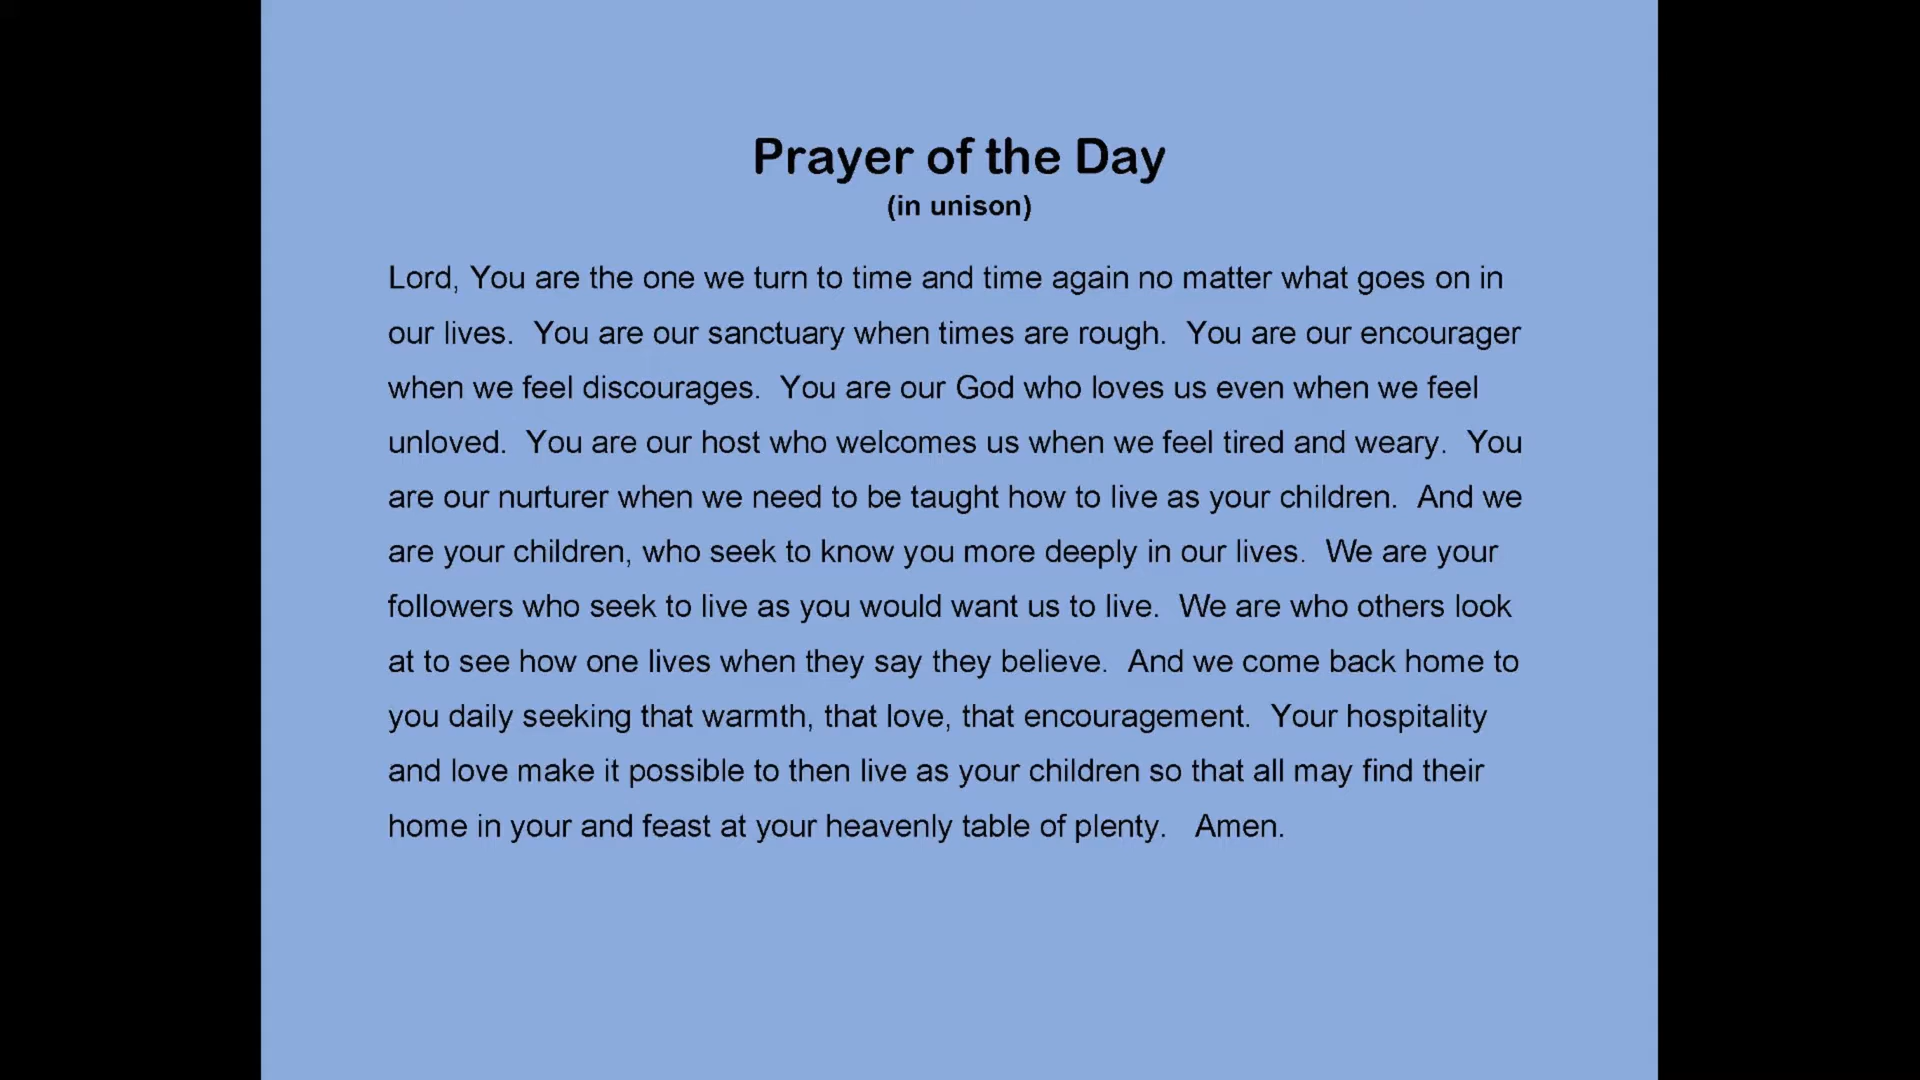 Prayer of the Day
(in unison)
Lord, You are the one we turn to time and time again no matter what goes on in
our lives.  You are our sanctuary when times are rough.  You are our encourager
when we feel discourages.  You are our God who loves us even when we feel
unloved.  You are our host who welcomes us when we feel tired and weary.  You
are our nurturer when we need to be taught how to live as your children.  And we
are your children, who seek to know you more deeply in our lives.  We are your
followers who seek to live as you would want us to live.  We are who others look
at to see how one lives when they say they believe.  And we come back home to
you daily seeking that warmth, that love, that encouragement.  Your hospitality
and love make it possible to then live as your children so that all may find their
home in your and feast at your heavenly table of plenty.   Amen.